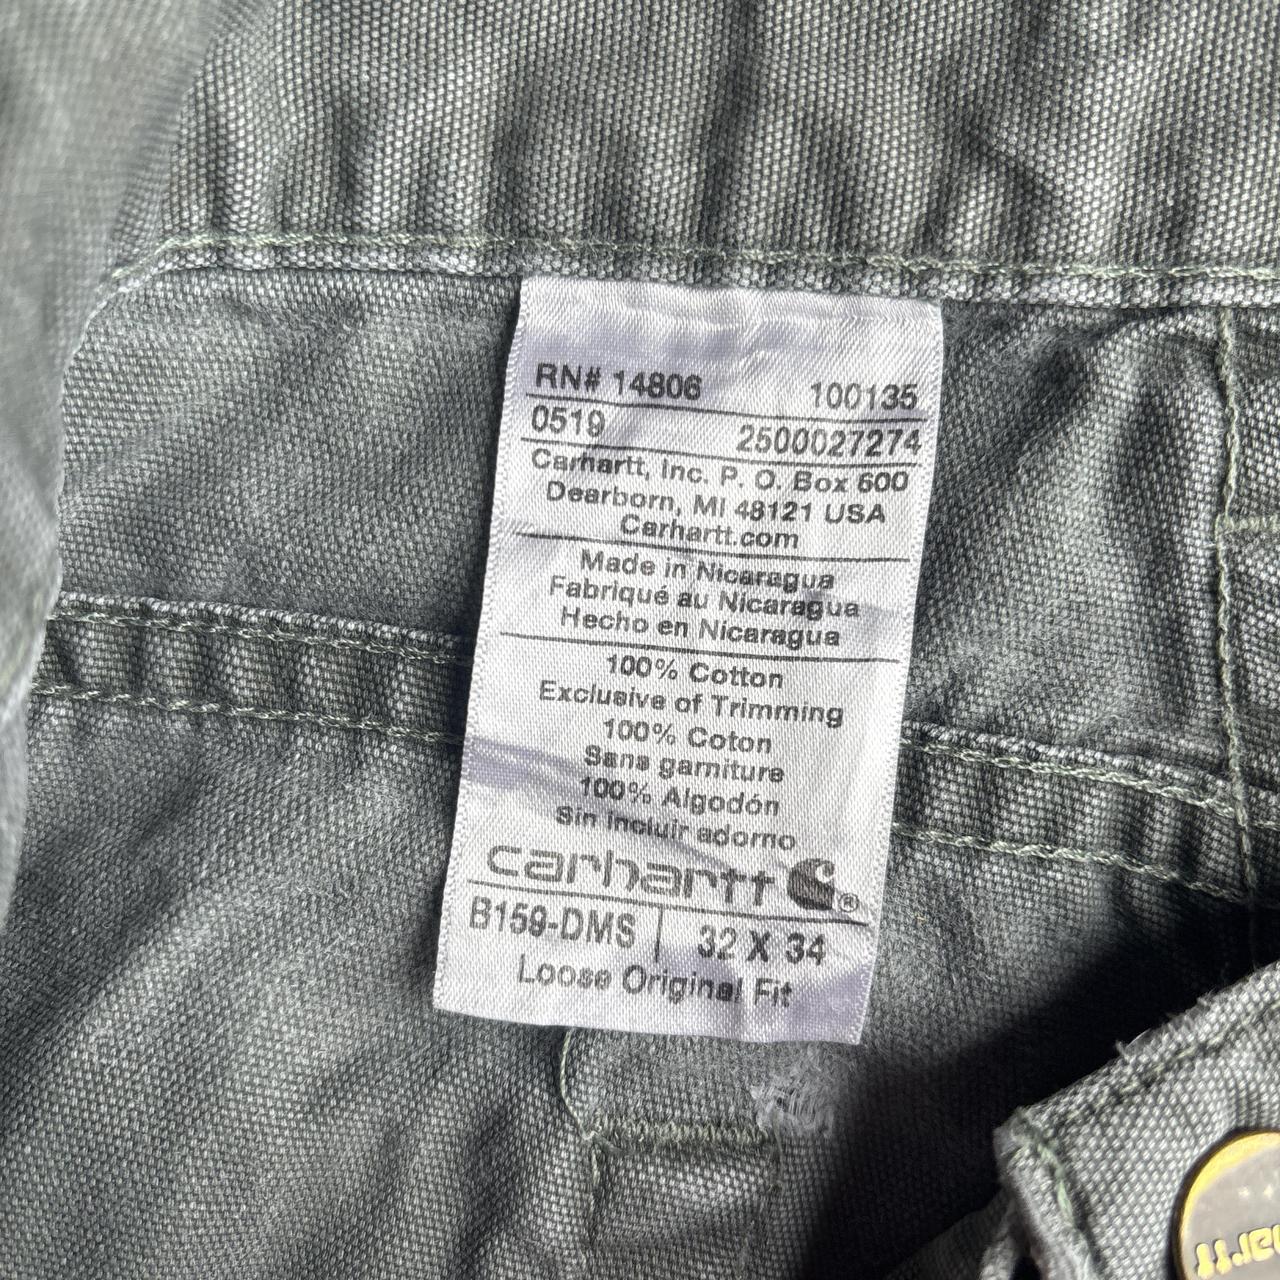 RN# 14806 100135
0519 2500027274
Carhartt, Inc. P. O. Box 600
Dearborn, MI 48121 USA
Carhartt.com
Made in Nicaragua
Fabriqué au Nicaragua
Hecho en Nicaragua
100% Cotton
Exclusive of Trimming
100% Coton
Sans garniture
100% Algodón
Sin incluir adorno
carhartt ®
B159-DMS | 32 X 34
Loose Original Fit